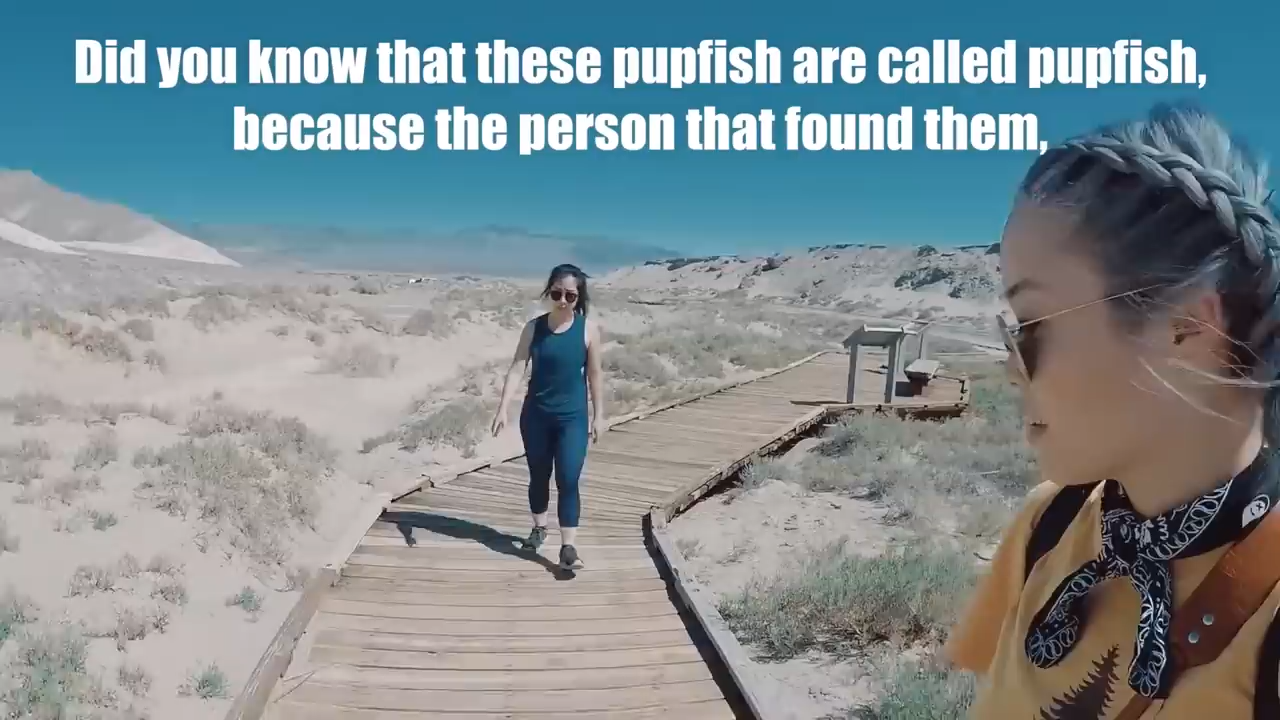 Did you know that these pupfish are called pupfish,
because the person that found them,